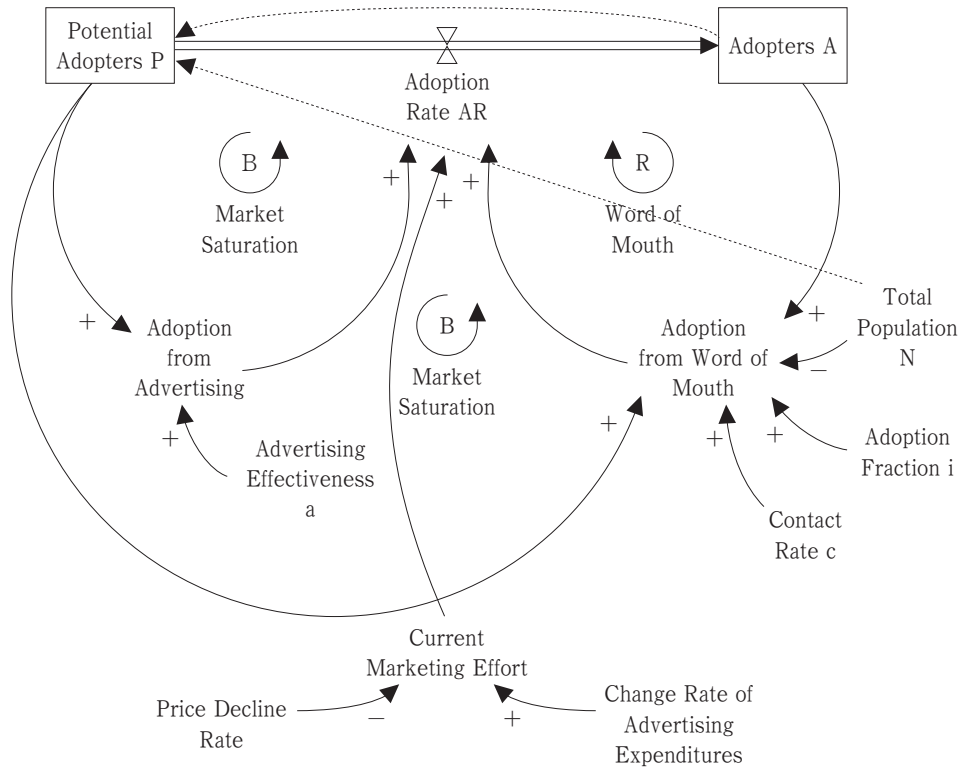 Potential
Adopters P
Adopters A
Adoption
Rate AR
B
R
+
+
+
Market
Saturation
Word of
Mouth
+
Adoption
from
Advertising
B
Market
Saturation
Adoption
from Word of
Mouth
+
−
Total
Population
N
+
Advertising
Effectiveness
a
+
+
+
Adoption
Fraction i
Contact
Rate c
Current
Marketing Effort
Price Decline
Rate
−
+
Change Rate of
Advertising
Expenditures